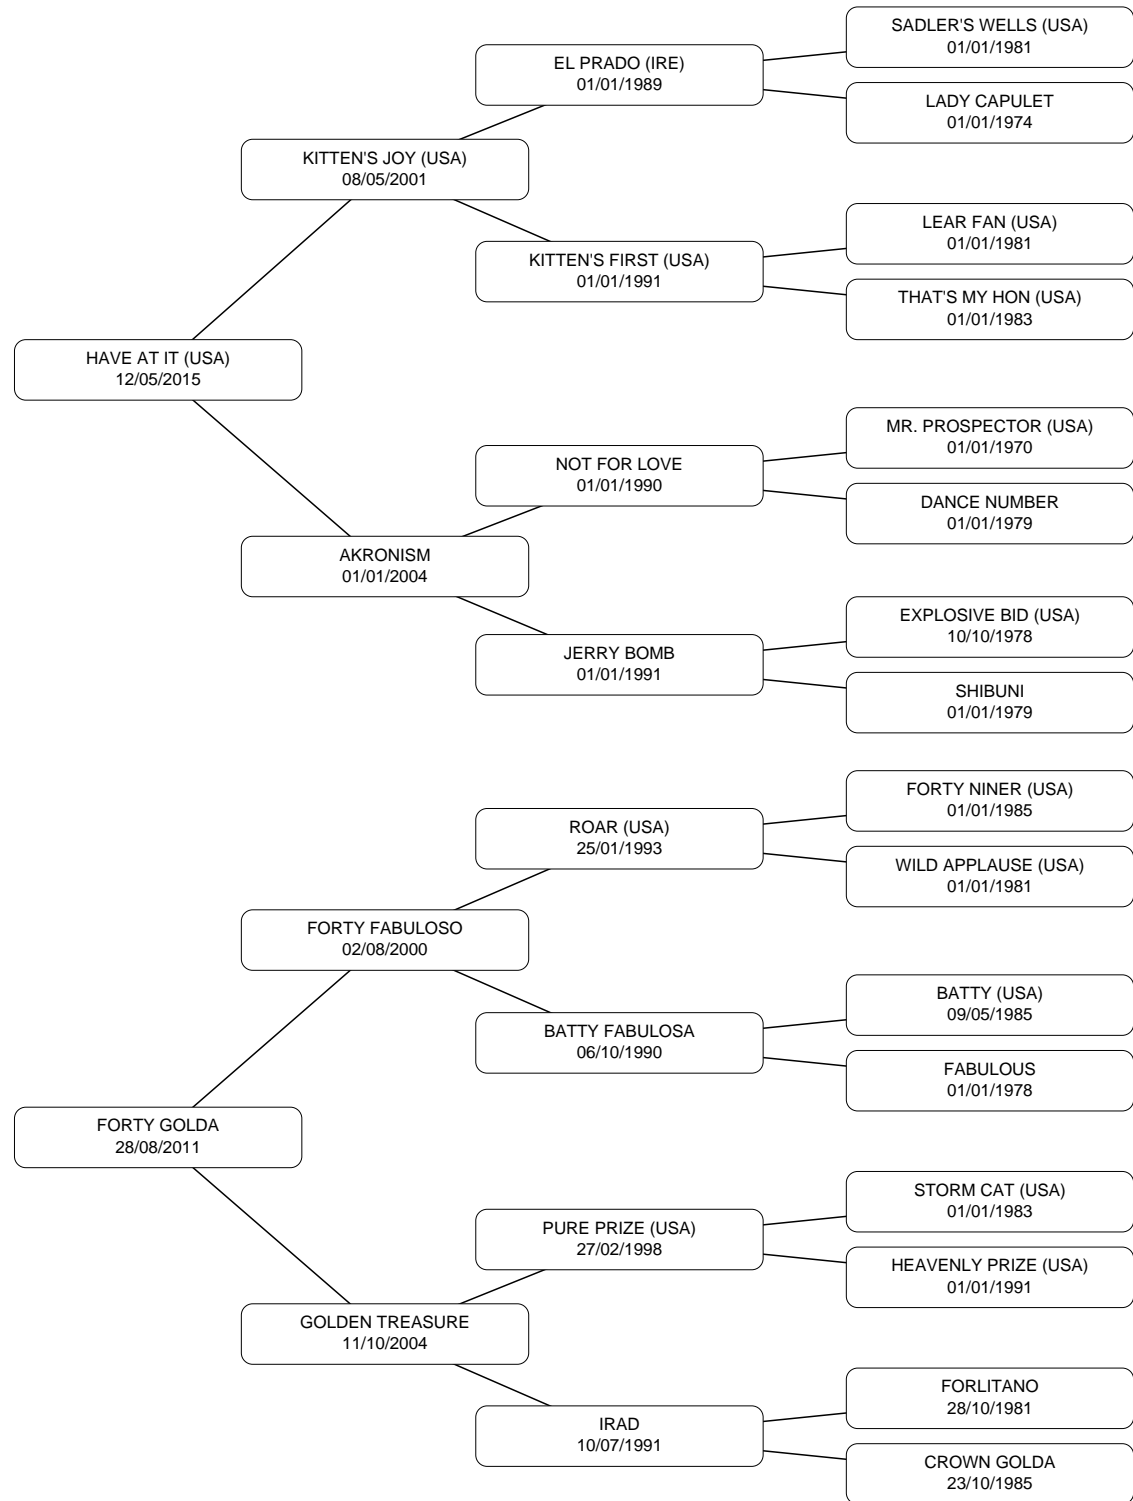 SADLER'S WELLS (USA)
01/01/1981
EL PRADO (IRE)
01/01/1989
LADY CAPULET
01/01/1974
KITTEN'S JOY (USA)
08/05/2001
LEAR FAN (USA)
01/01/1981
KITTEN'S FIRST (USA)
01/01/1991
THAT'S MY HON (USA)
01/01/1983
HAVE AT IT (USA)
12/05/2015
MR. PROSPECTOR (USA)
01/01/1970
NOT FOR LOVE
01/01/1990
DANCE NUMBER
01/01/1979
AKRONISM
01/01/2004
EXPLOSIVE BID (USA)
10/10/1978
JERRY BOMB
01/01/1991
SHIBUNI
01/01/1979
FORTY NINER (USA)
01/01/1985
ROAR (USA)
25/01/1993
WILD APPLAUSE (USA)
01/01/1981
FORTY FABULOSO
02/08/2000
BATTY (USA)
09/05/1985
BATTY FABULOSA
06/10/1990
FABULOUS
01/01/1978
FORTY GOLDA
28/08/2011
STORM CAT (USA)
01/01/1983
PURE PRIZE (USA)
27/02/1998
HEAVENLY PRIZE (USA)
01/01/1991
GOLDEN TREASURE
11/10/2004
FORLITANO
28/10/1981
IRAD
10/07/1991
CROWN GOLDA
23/10/1985